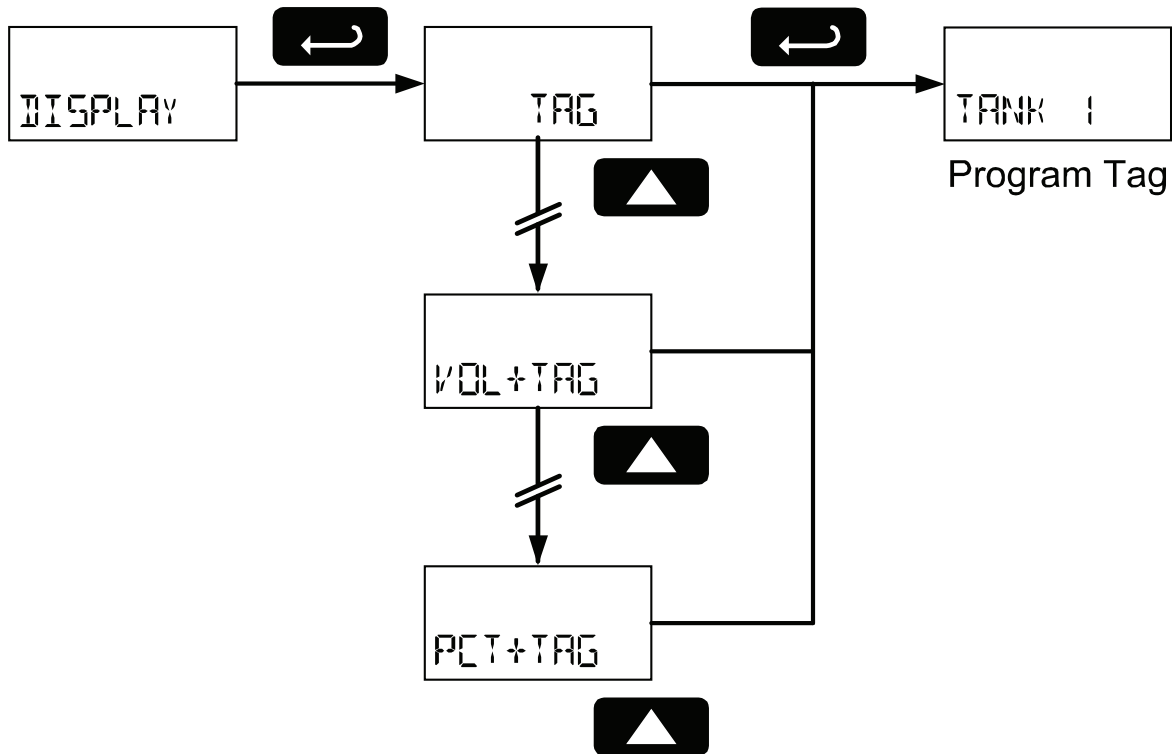 DISPLAY
TAG
TANK 1
Program Tag
VOL+TAG
PCT+TAG